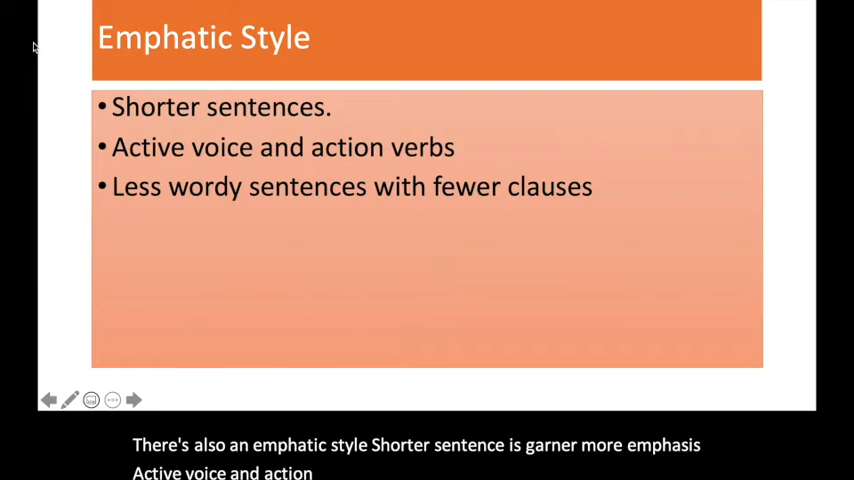 Emphatic Style
• Shorter sentences.
• Active voice and action verbs
• Less wordy sentences with fewer clauses
There's also an emphatic style Shorter sentence is garner more emphasis
Active voice and action